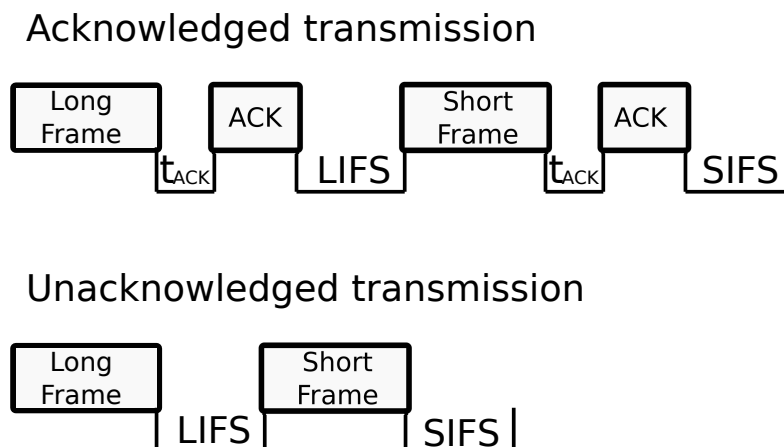 Acknowledged transmission
Long
Frame
ACK
Short
Frame
ACK
tACK
LIFS
tACK
SIFS
Unacknowledged transmission
Long
Frame
Short
Frame
LIFS
SIFS